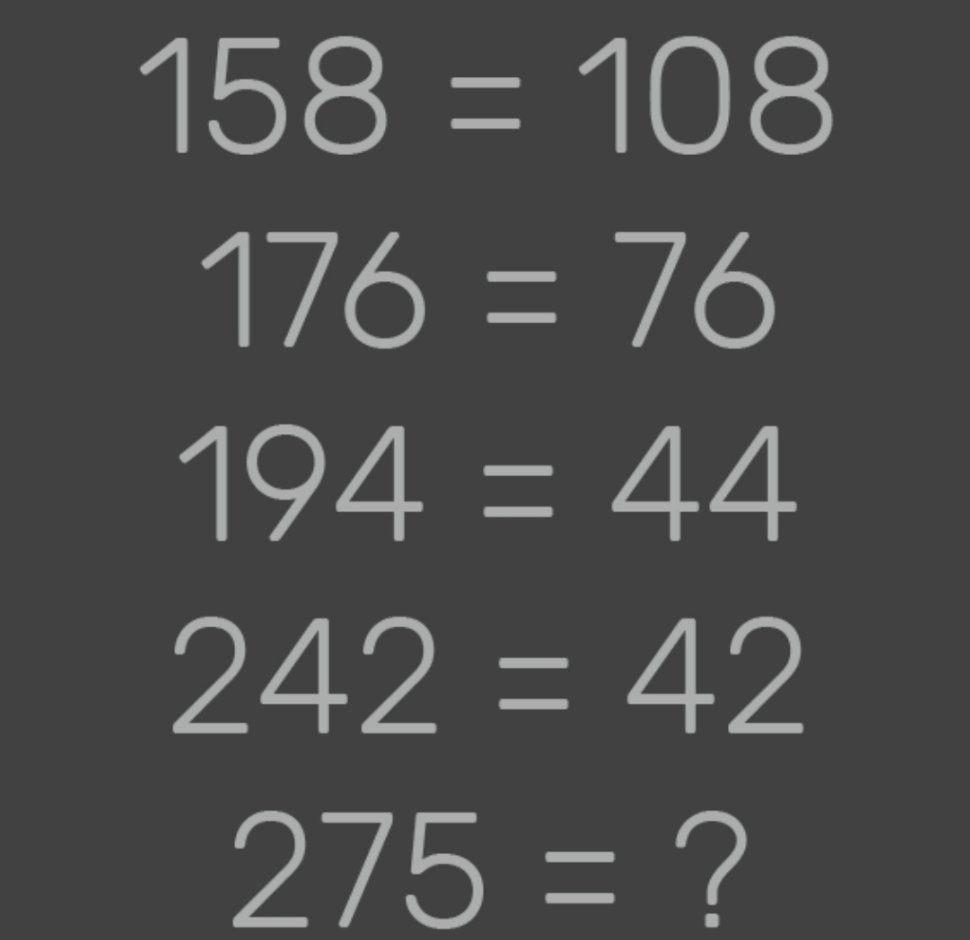 158 = 108
176 = 76
194 = 44
242 = 42
275 = ?